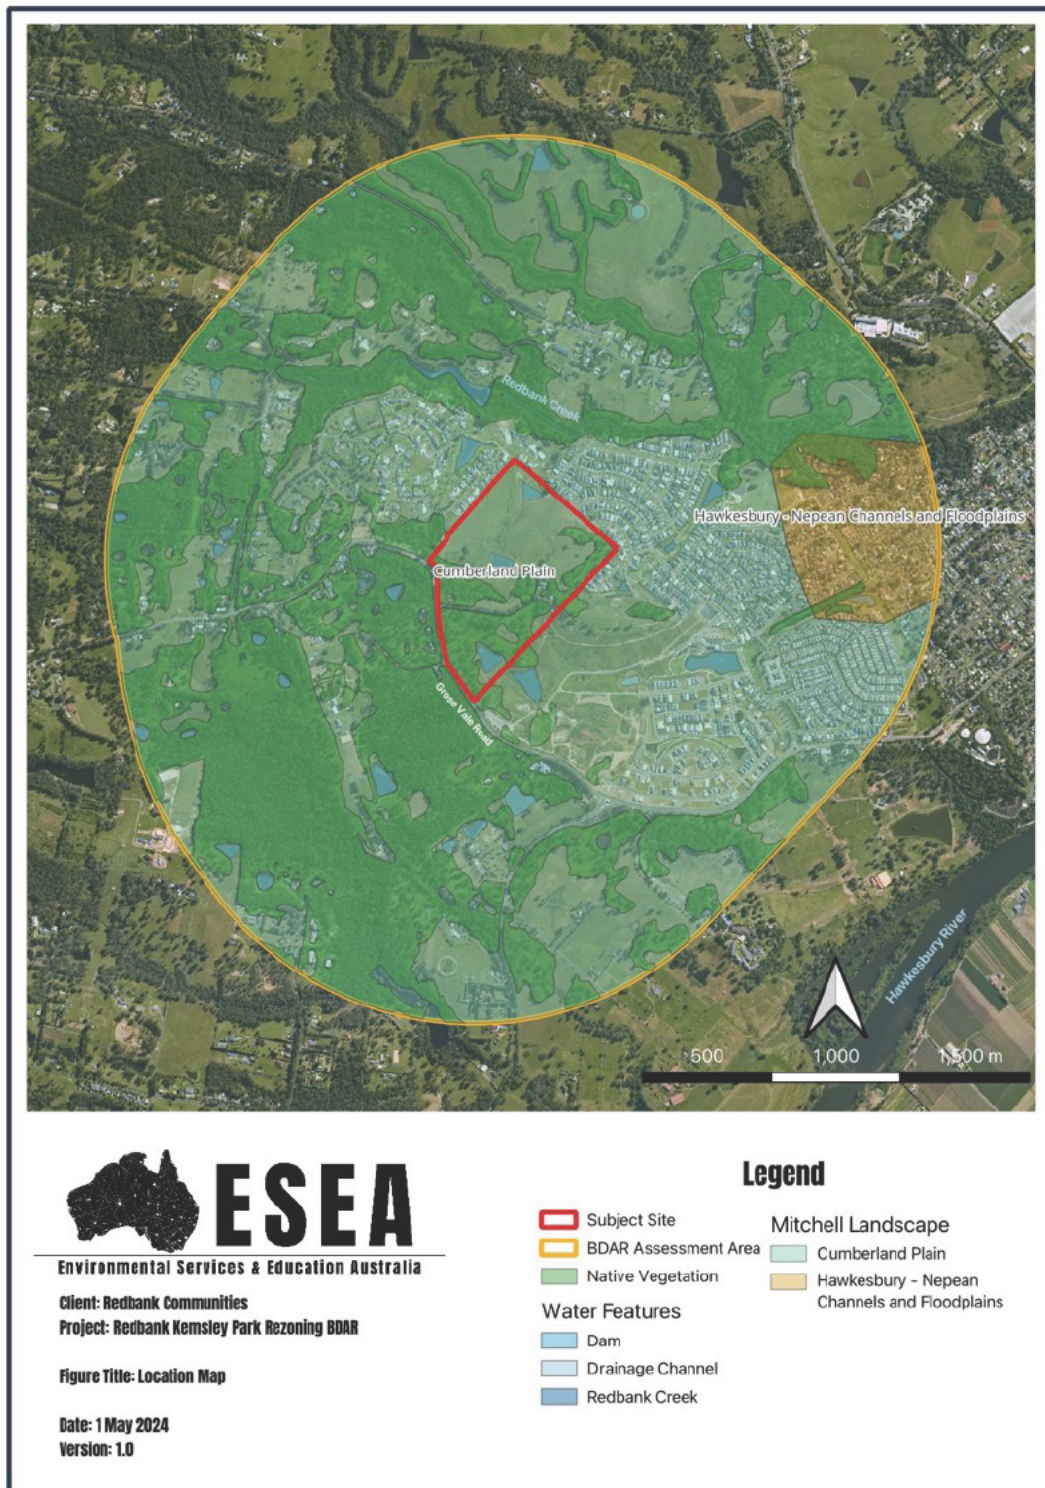 Redbank Creek
Hawkesbury - Nepean Channels and Floodplains
Cumberland Plain
Grose Vale Road
Hawkesbury River
500
1,000
1,500 m
ESEA
Environmental Services & Education Australia
Client: Redbank Communities
Project: Redbank Kemsley Park Rezoning BDAR
Figure Title: Location Map
Date: 1 May 2024
Version: 1.0
Legend
Subject Site
BDAR Assessment Area
Native Vegetation
Water Features
Dam
Drainage Channel
Redbank Creek
Mitchell Landscape
Cumberland Plain
Hawkesbury - Nepean
Channels and Floodplains